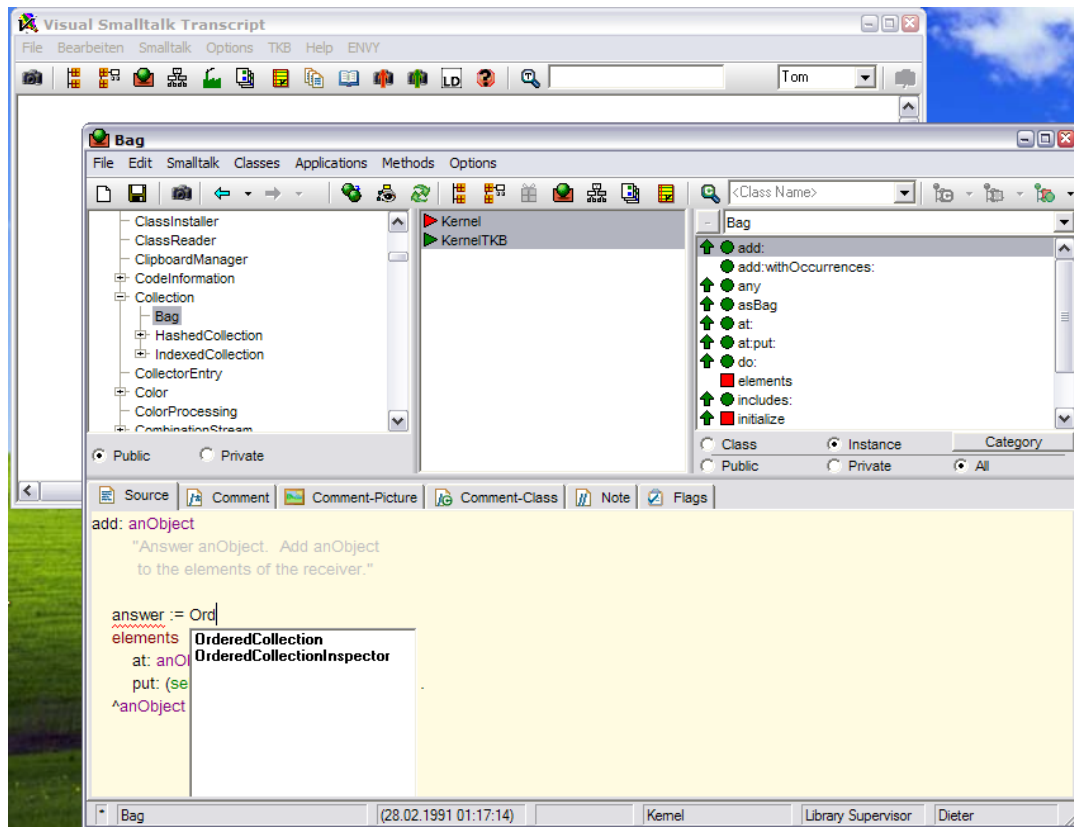 Visual Smalltalk Transcript
File Bearbeiten Smalltalk Options TKB Help ENVY
LD
Tom
Bag
File Edit Smalltalk Classes Applications Methods Options
<Class Name>
ClassInstaller
ClassReader
ClipboardManager
CodeInformation
Collection
Bag
HashedCollection
IndexedCollection
CollectorEntry
Color
ColorProcessing
CombinationStream
Public Private
Kernel
KernelTKB
Bag
add:
add:withOccurrences:
any
asBag
at:
at:put:
do:
elements
includes:
initialize
Class Instance Category
Public Private All
Source Comment Comment-Picture Comment-Class Note Flags
add: anObject
"Answer anObject. Add anObject
to the elements of the receiver."
answer := Ord
elements
at: anOl
put: (se .
^anObject
OrderedCollection
OrderedCollectionInspector
* Bag (28.02.1991 01:17:14) Kernel Library Supervisor Dieter